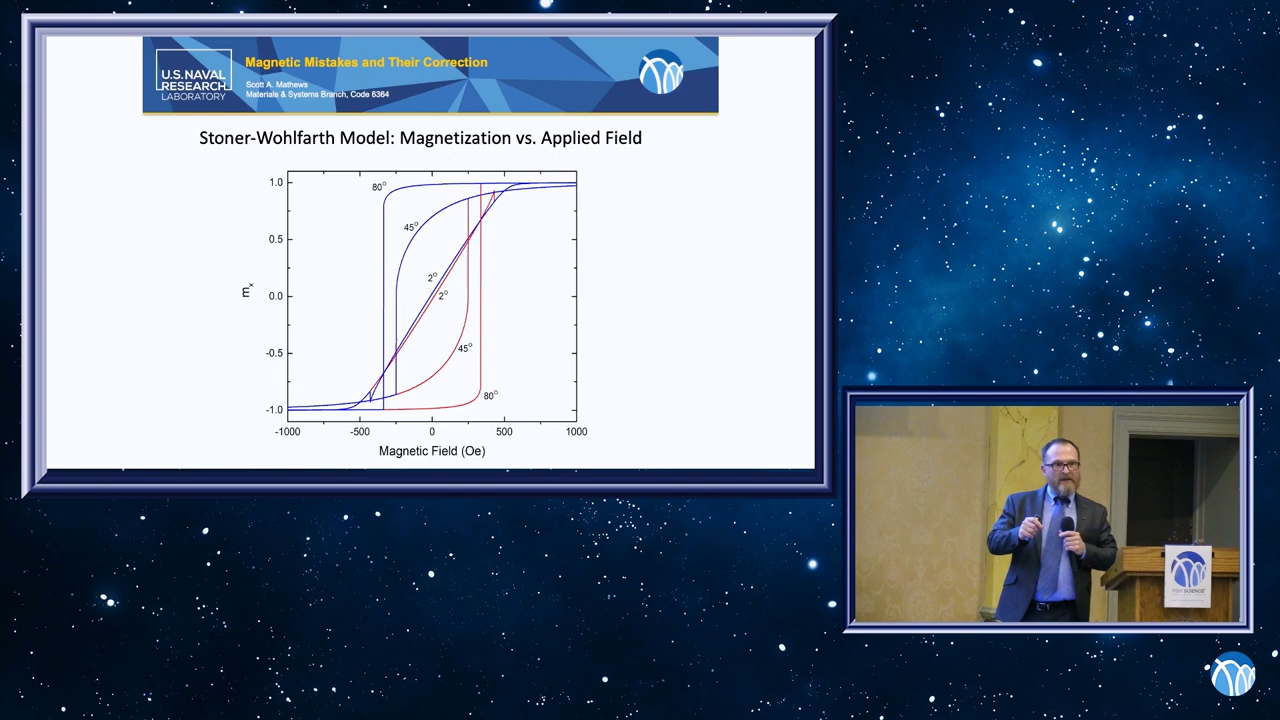 U.S. NAVAL
RESEARCH
LABORATORY
Magnetic Mistakes and Their Correction
Scott A. Mathews
Materials & Systems Branch, Code 6364
Stoner-Wohlfarth Model: Magnetization vs. Applied Field
1.0
0.5
0.0
-0.5
-1.0
mx
80°
45°
2°
2°
45°
80°
-1000
-500
0
500
1000
Magnetic Field (Oe)